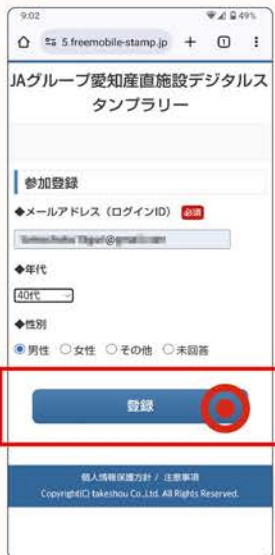 9:02
49%
5.freemobile-stamp.jp
JAグループ愛知産直施設デジタルス
タンプラリー
参加登録
◆メールアドレス（ログインID） 必須
◆年代
40代
◆性別
男性 女性 その他 未回答
登録
個人情報保護方針 / 注意事項
Copyright(C) takeshou Co.,Ltd. All Rights Reserved.